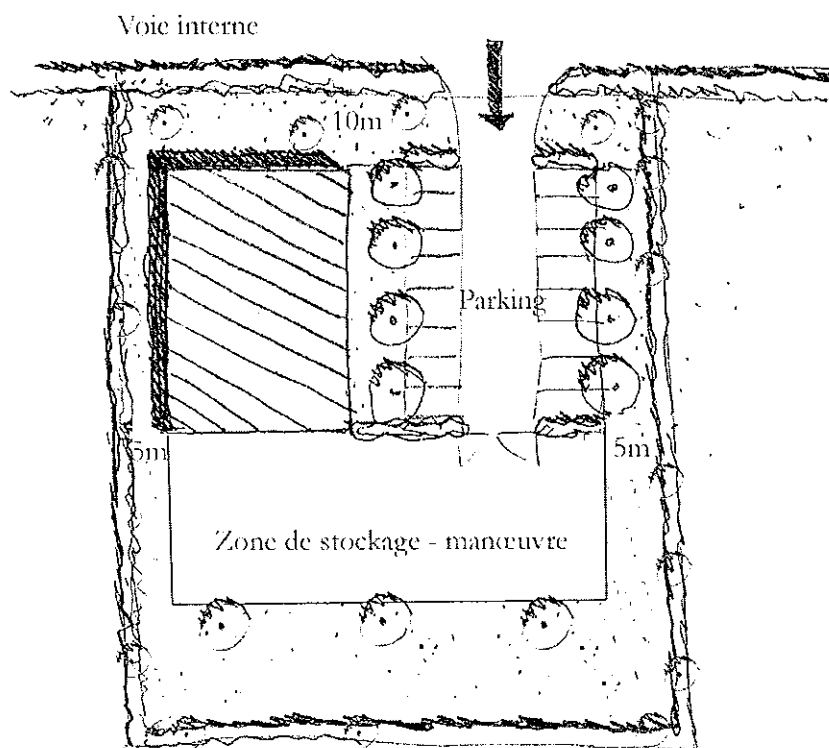 Voie interne
10m
Parking
5m
5m
Zone de stockage - manœuvre